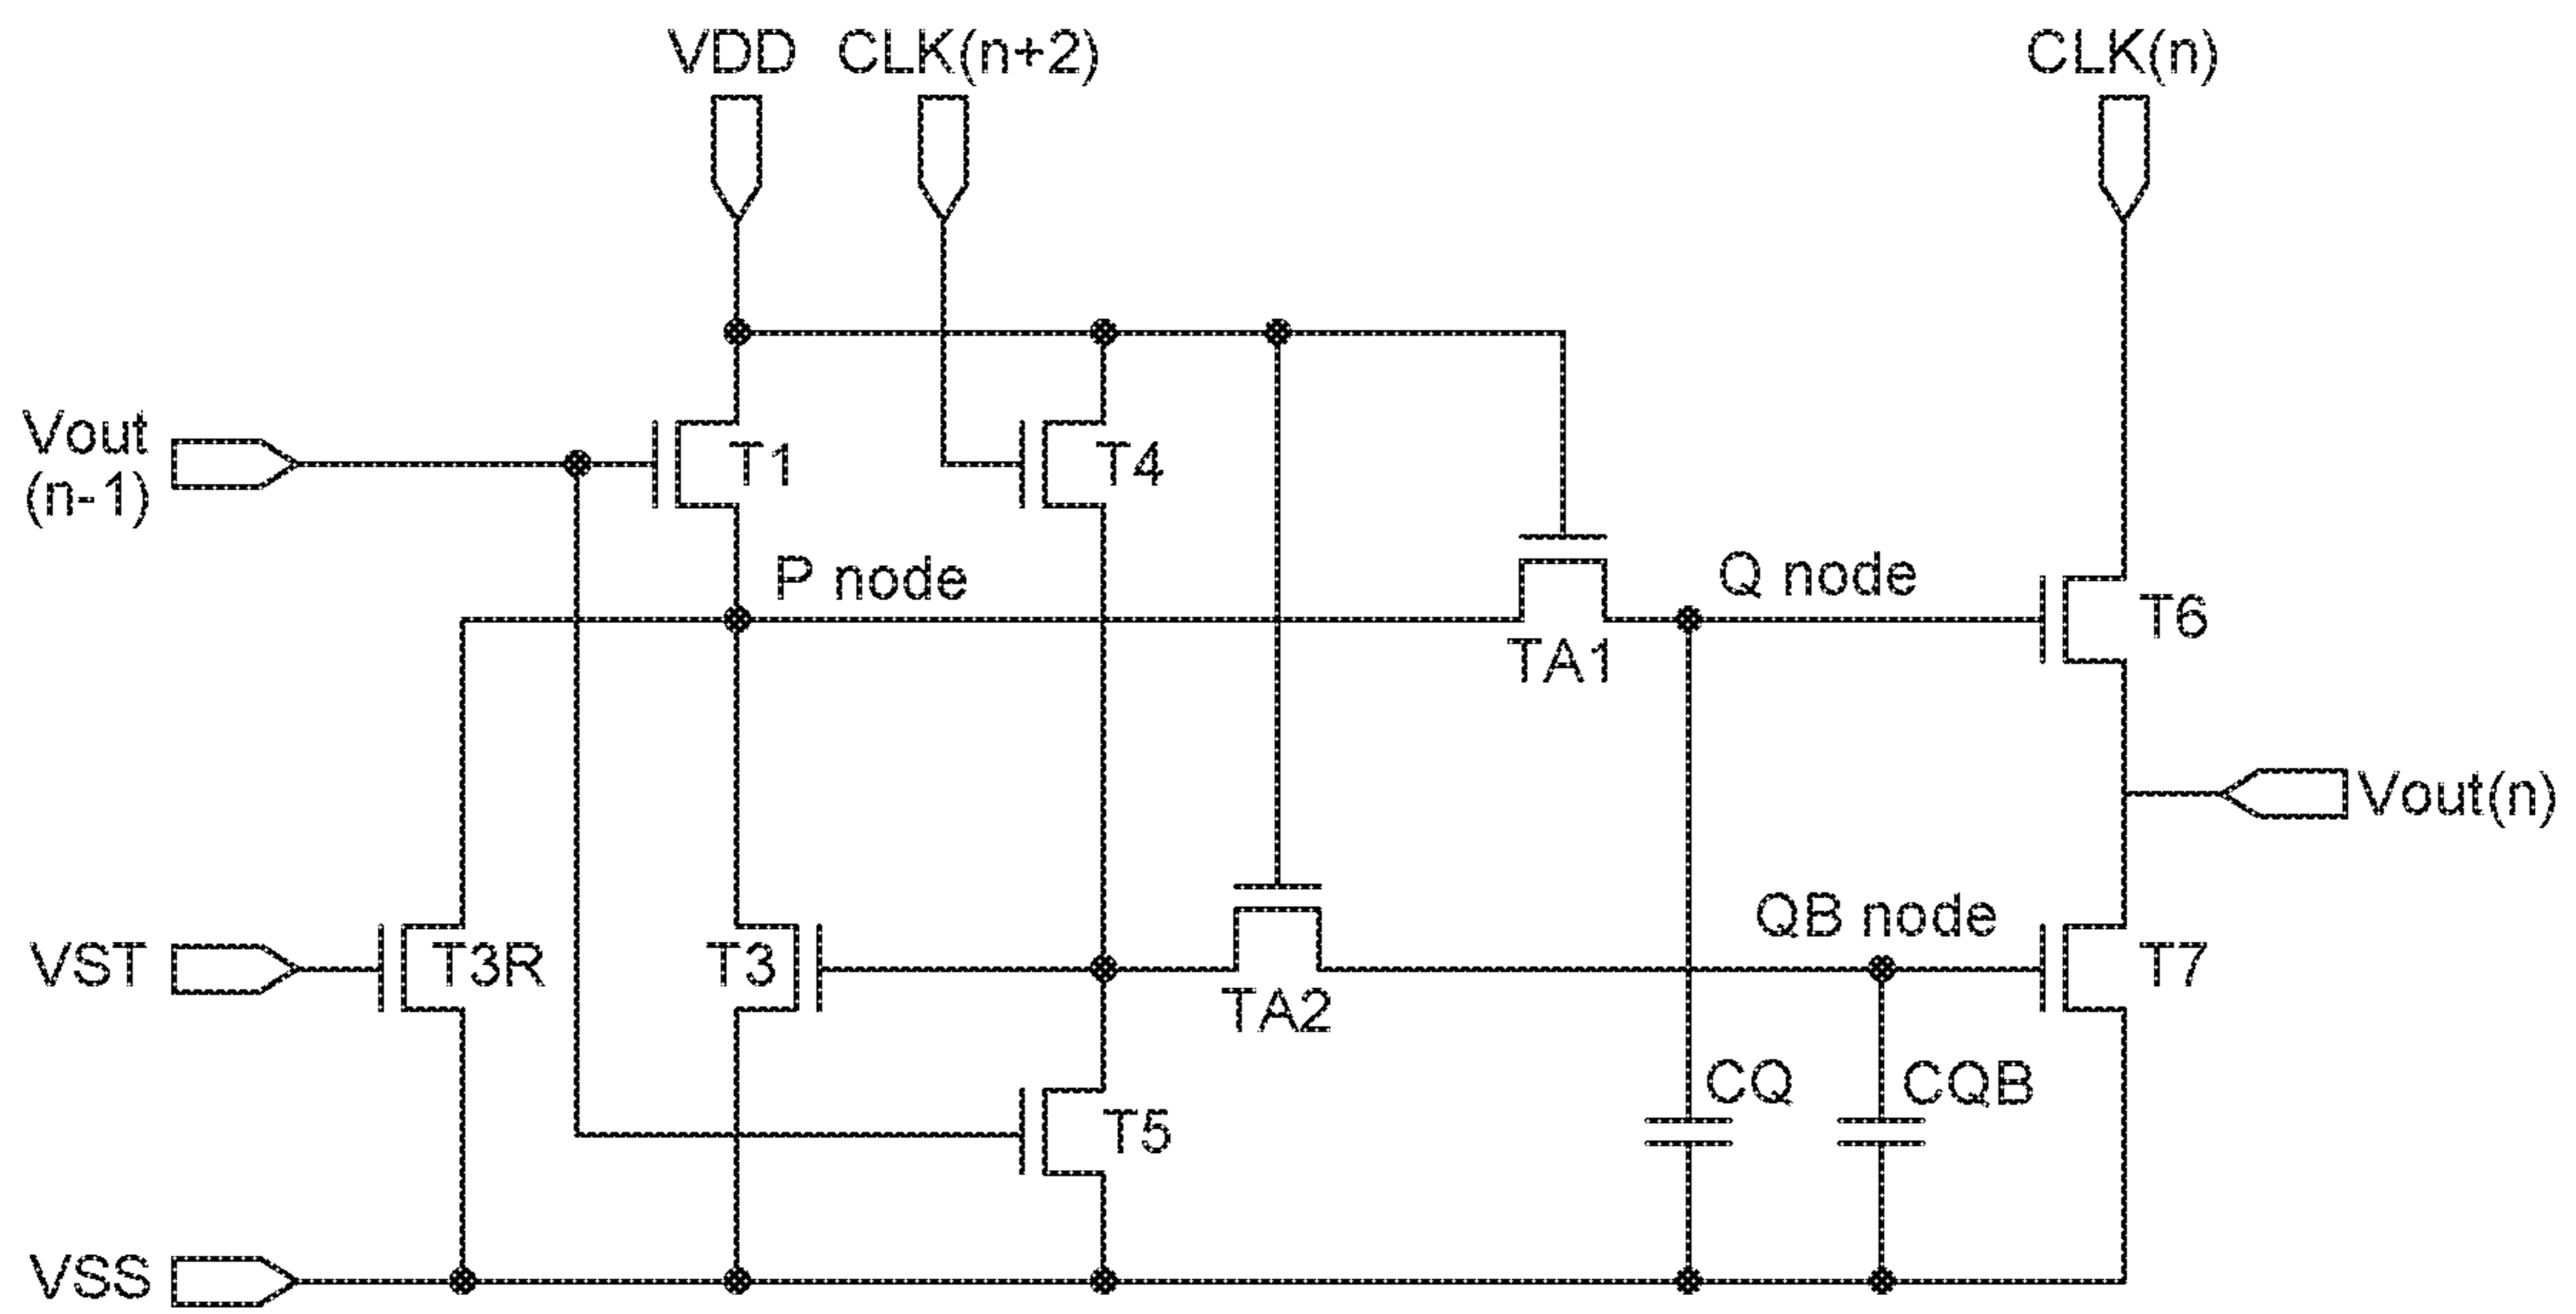 VDD
CLK(n+2)
CLK(n)
Vout
(n-1)
T1
T4
P node
Q node
T6
TA1
Vout(n)
QB node
VST
T3R
T3
T7
TA2
CQ
CQB
T5
VSS